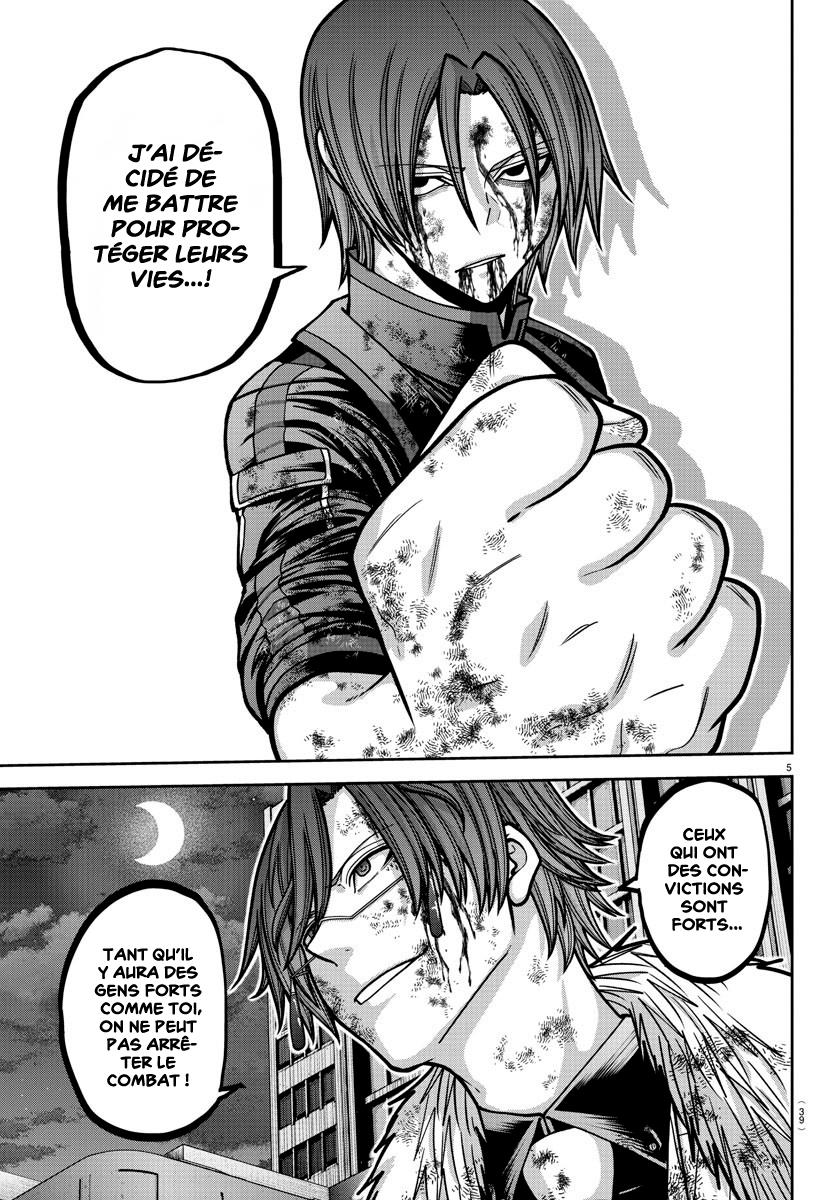 J'AI DÉ-
CIDÉ DE
ME BATTRE
POUR PRO-
TÉGER LEURS
VIES...!
5
CEUX
QUI ONT
DES CON-
VICTIONS
SONT
FORTS...
TANT QU'IL
Y AURA DES
GENS FORTS
COMME TOI,
ON NE PEUT
PAS ARRÊ-
TER LE
COMBAT !
(39)